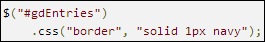 $("#gdEntries")
    .css("border", "solid 1px navy");